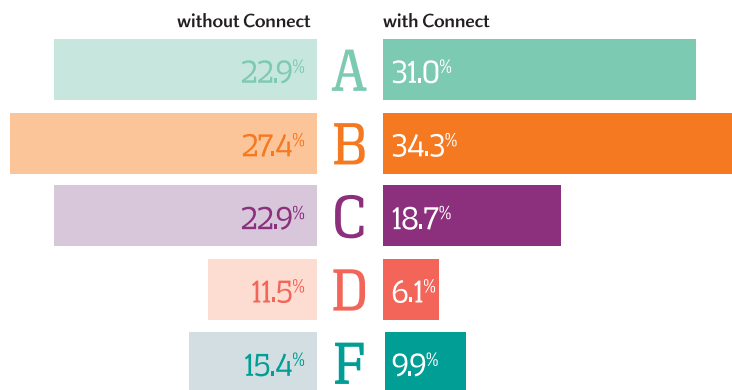 without Connect with Connect
22.9% A 31.0%
27.4% B 34.3%
22.9% C 18.7%
11.5% D 6.1%
15.4% F 9.9%